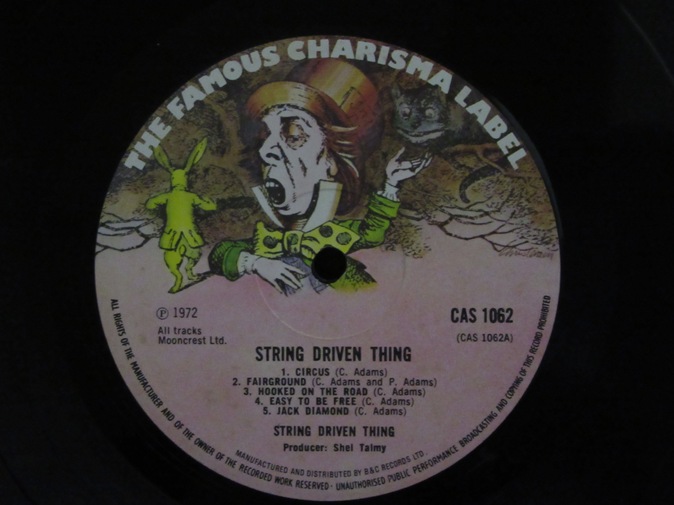 THE FAMOUS CHARISMA LABEL
Ⓟ 1972
All tracks
Mooncrest Ltd.
CAS 1062
(CAS 1062A)
STRING DRIVEN THING
1. CIRCUS (C. Adams)
2. FAIRGROUND (C. Adams and P. Adams)
3. HOOKED ON THE ROAD (C. Adams)
4. EASY TO BE FREE (C. Adams)
5. JACK DIAMOND (C. Adams)
STRING DRIVEN THING
Producer: Shel Talmy
MANUFACTURED AND DISTRIBUTED BY B&C RECORDS LTD.
ALL RIGHTS OF THE MANUFACTURER AND OF THE OWNER OF THE RECORDED WORK RESERVED · UNAUTHORISED PUBLIC PERFORMANCE BROADCASTING AND COPYING OF THIS RECORD PROHIBITED